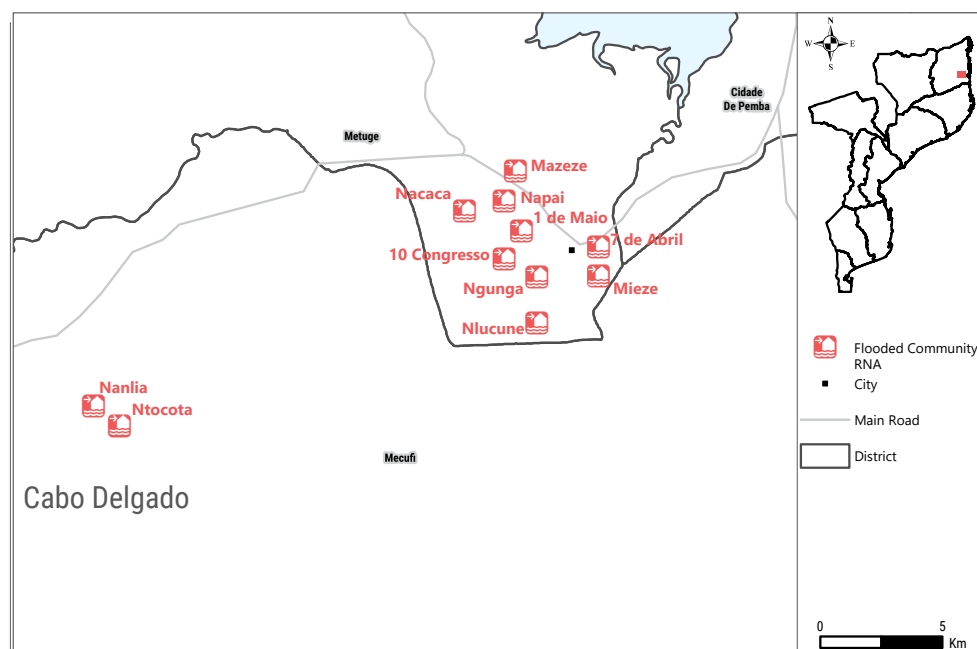 N
W
E
S
Cidade
De Pemba
Metuge
Mazeze
Nacaca
Napai
1 de Maio
7 de Abril
10 Congresso
Ngunga
Mieze
Nlucune
Nanlia
Ntocota
Mecufi
Cabo Delgado
Flooded Community
RNA
City
Main Road
District
0
5
Km